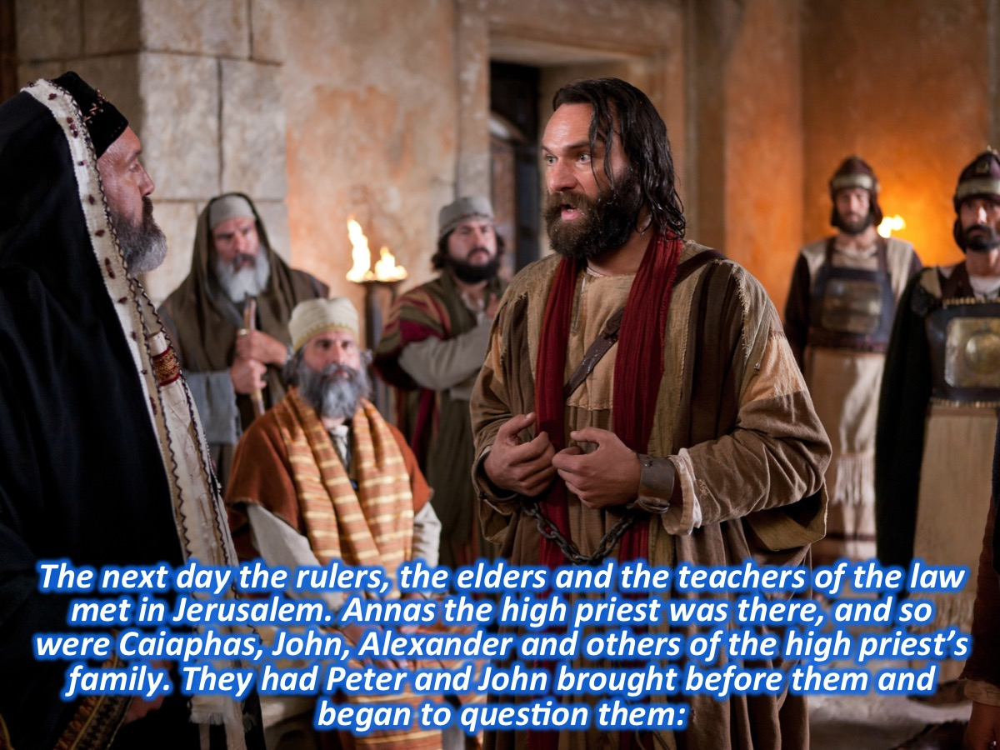 The next day the rulers, the elders and the teachers of the law
met in Jerusalem. Annas the high priest was there, and so
were Caiaphas, John, Alexander and others of the high priest’s
family. They had Peter and John brought before them and
began to question them: